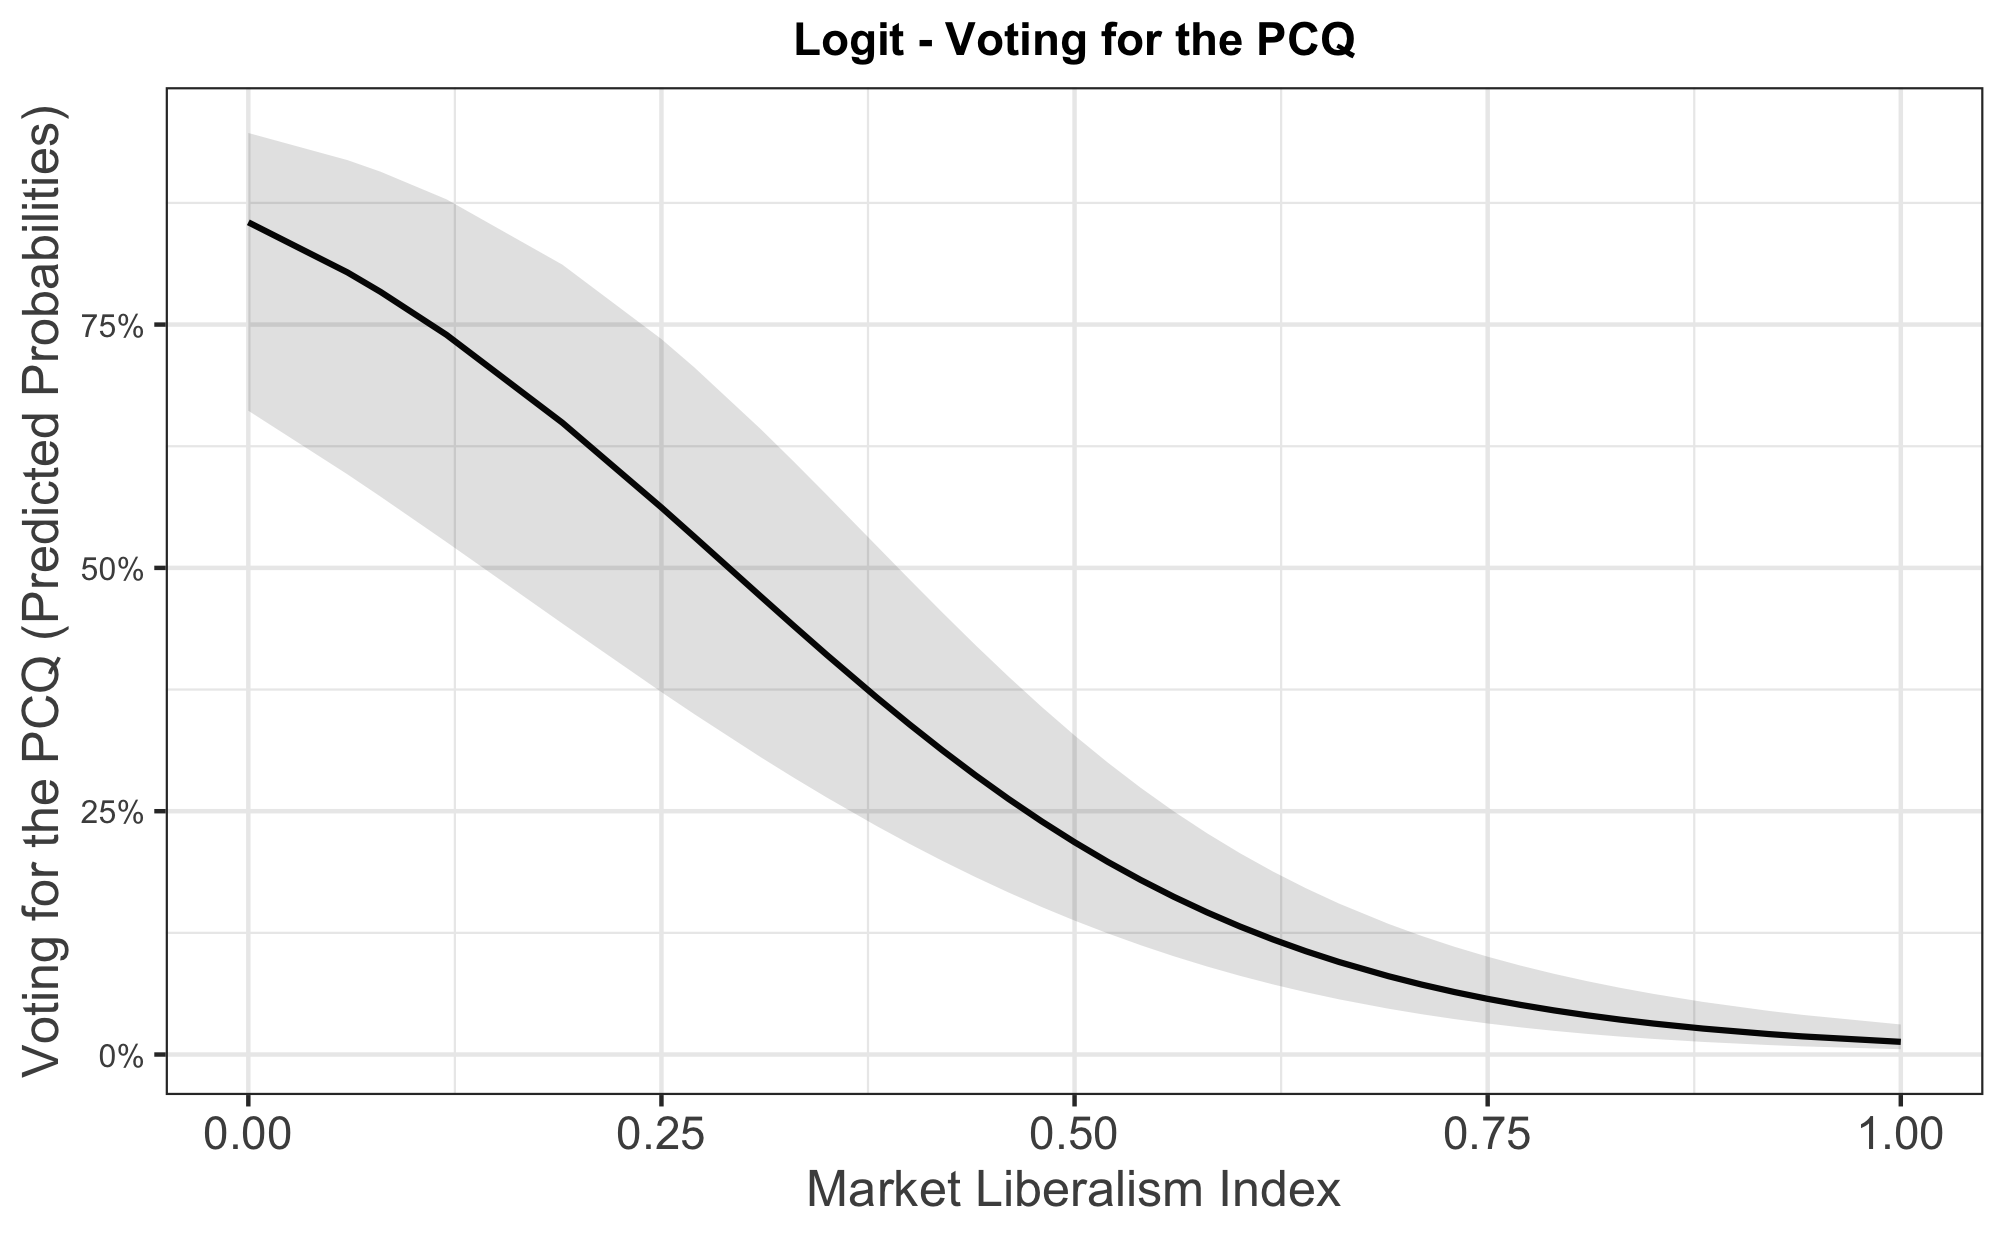 Logit - Voting for the PCQ
Voting for the PCQ (Predicted Probabilities)
75%
50%
25%
0%
0.00 0.25 0.50 0.75 1.00
Market Liberalism Index